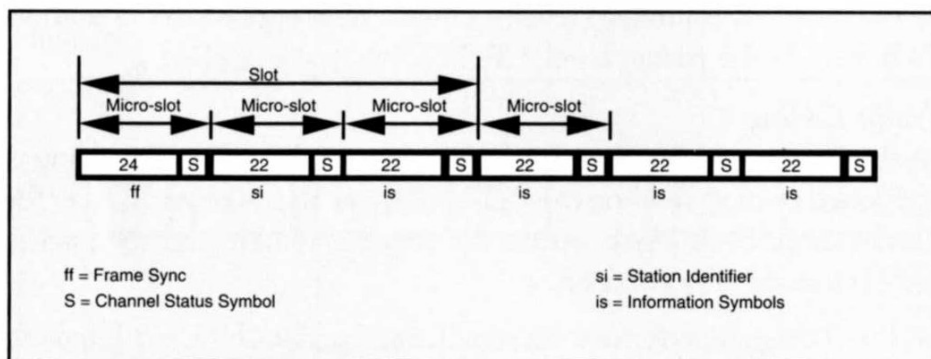 Slot
Micro-slot Micro-slot Micro-slot Micro-slot
24 S 22 S 22 S 22 S 22 S 22 S
ff si is is is is
ff = Frame Sync si = Station Identifier
S = Channel Status Symbol is = Information Symbols